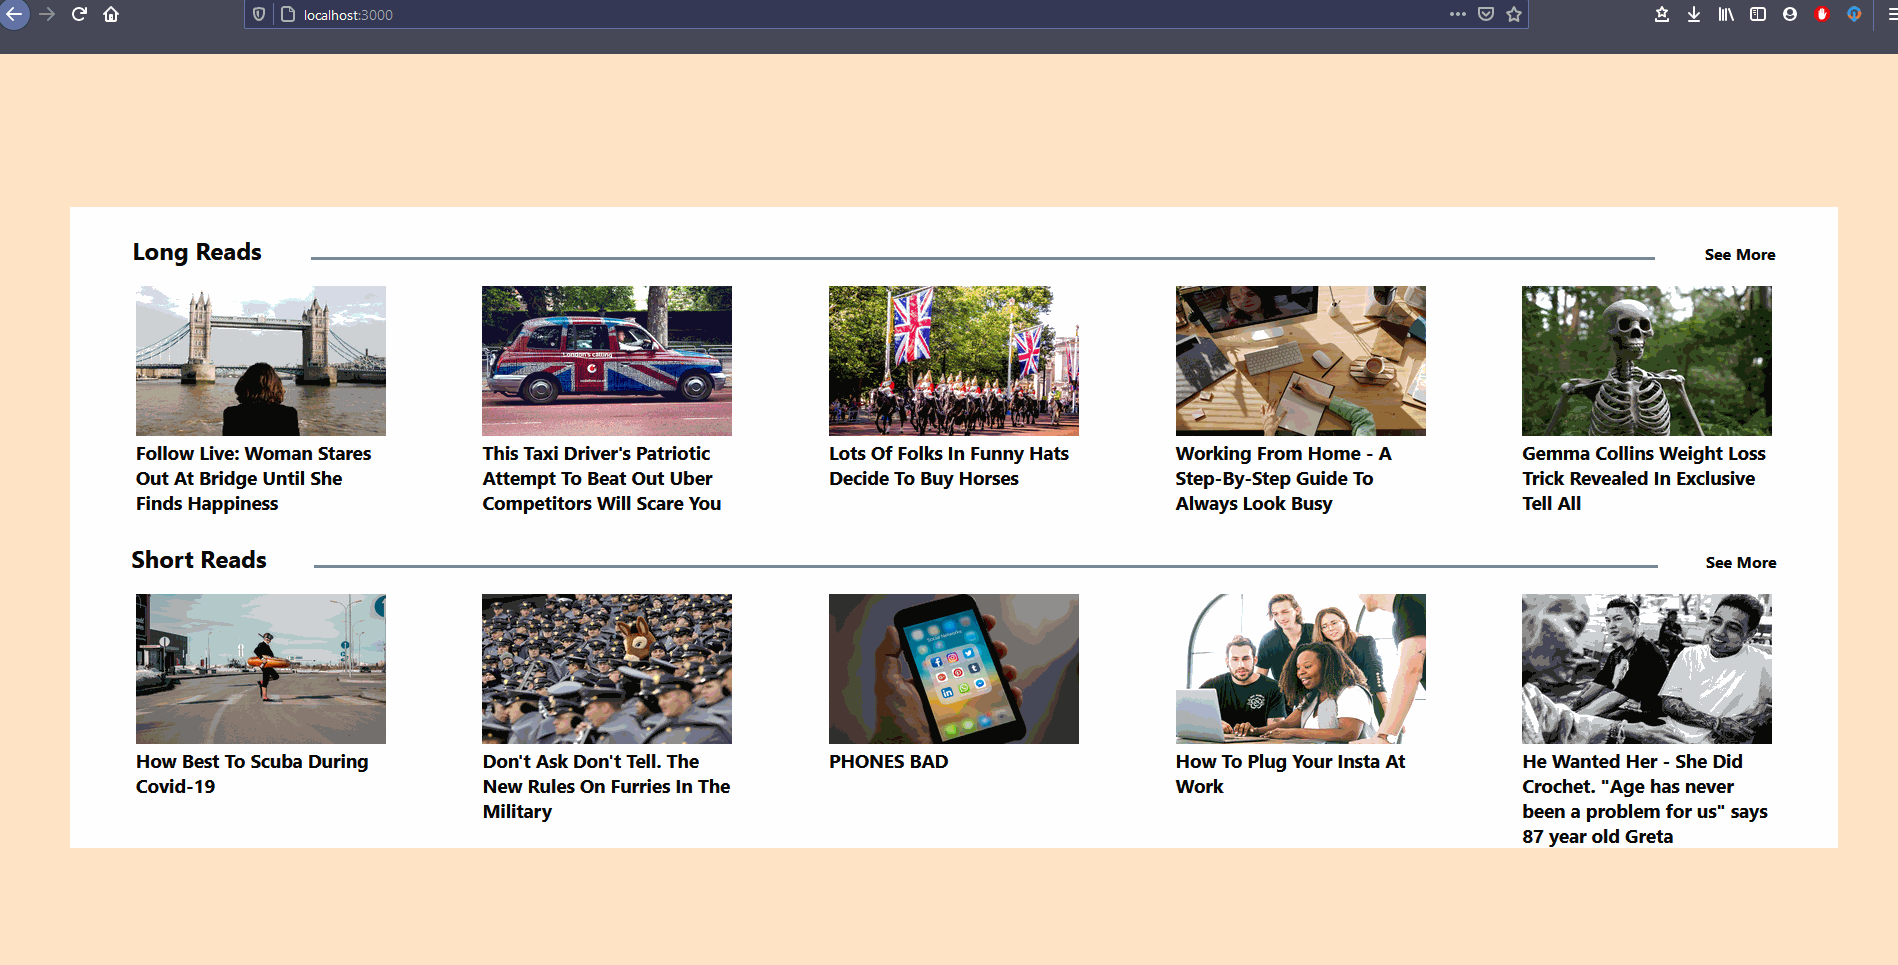 localhost:3000
Long Reads
See More
London's calling
Follow Live: Woman Stares
Out At Bridge Until She
Finds Happiness
This Taxi Driver's Patriotic
Attempt To Beat Out Uber
Competitors Will Scare You
Lots Of Folks In Funny Hats
Decide To Buy Horses
Working From Home - A
Step-By-Step Guide To
Always Look Busy
Gemma Collins Weight Loss
Trick Revealed In Exclusive
Tell All
Short Reads
See More
Social Networks
How Best To Scuba During
Covid-19
Don't Ask Don't Tell. The
New Rules On Furries In The
Military
PHONES BAD
How To Plug Your Insta At
Work
He Wanted Her - She Did
Crochet. "Age has never
been a problem for us" says
87 year old Greta